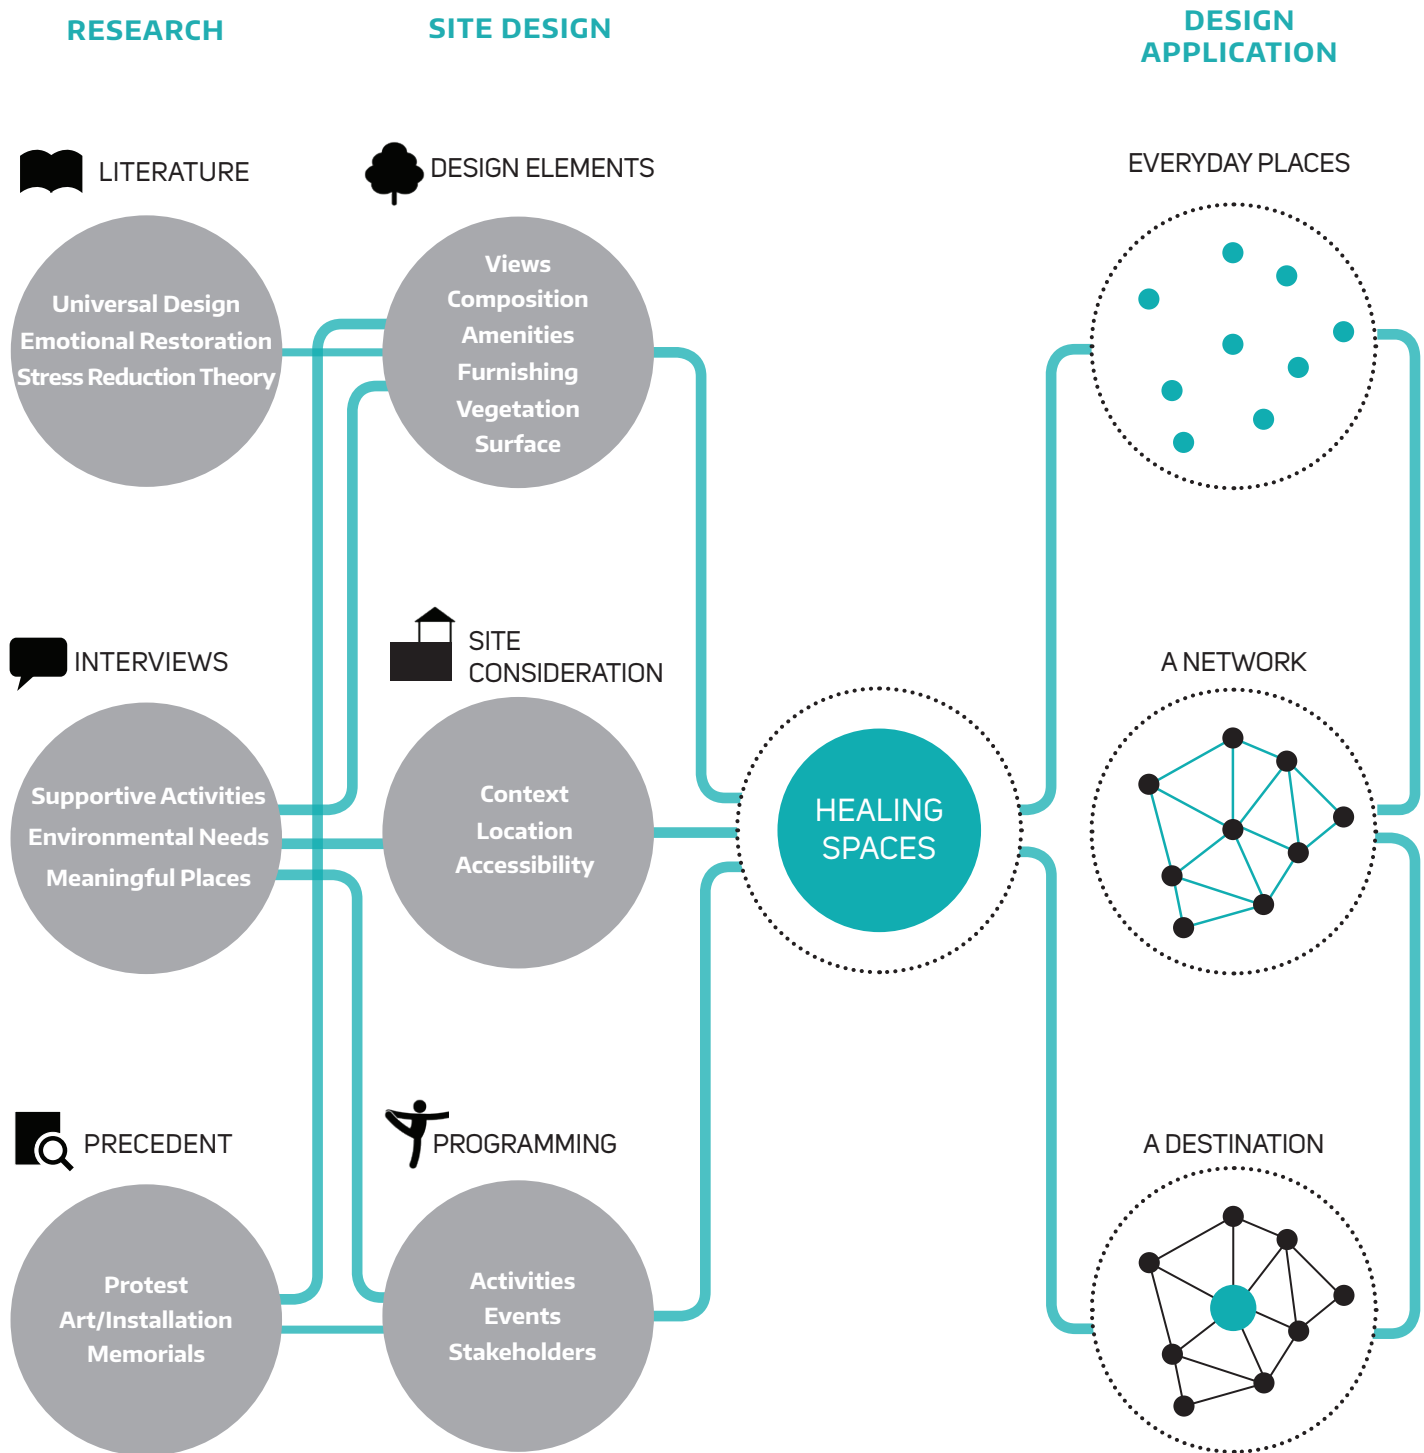 RESEARCH
SITE DESIGN
DESIGN
APPLICATION
LITERATURE
Universal Design
Emotional Restoration
Stress Reduction Theory
DESIGN ELEMENTS
Views
Composition
Amenities
Furnishing
Vegetation
Surface
EVERYDAY PLACES
INTERVIEWS
Supportive Activities
Environmental Needs
Meaningful Places
SITE
CONSIDERATION
Context
Location
Accessibility
HEALING
SPACES
A NETWORK
PRECEDENT
Protest
Art/Installation
Memorials
PROGRAMMING
Activities
Events
Stakeholders
A DESTINATION